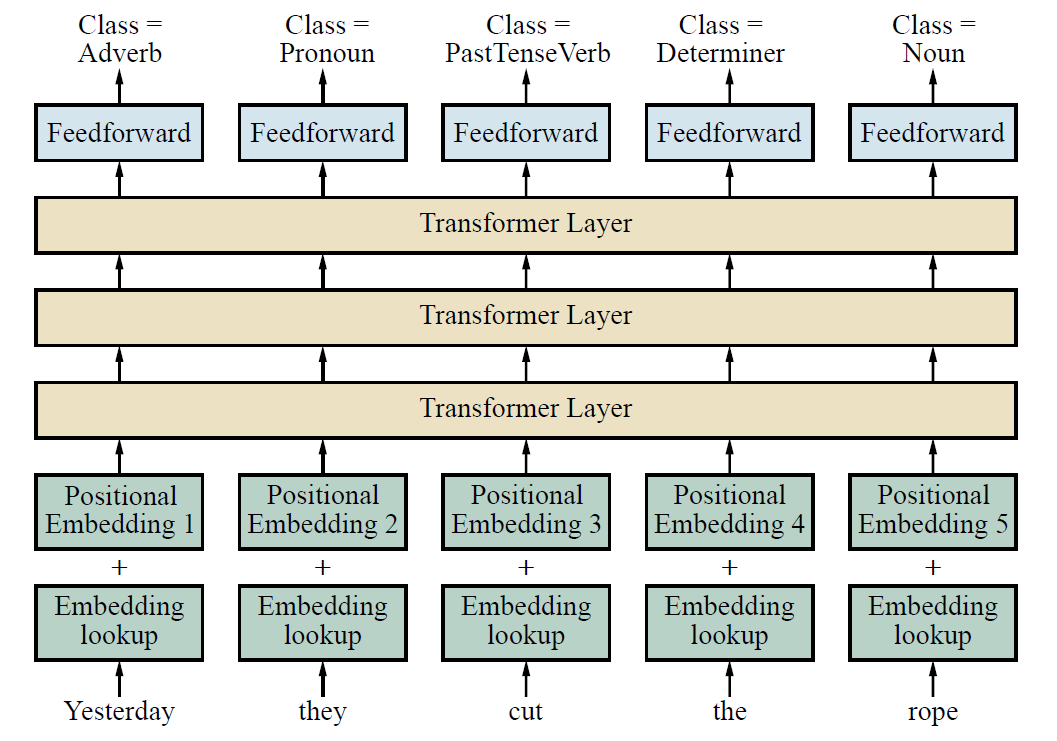 Class = Class = Class = Class = Class =
Adverb Pronoun PastTenseVerb Determiner Noun
Feedforward Feedforward Feedforward Feedforward Feedforward
Transformer Layer
Transformer Layer
Transformer Layer
Positional Positional Positional Positional Positional
Embedding 1 Embedding 2 Embedding 3 Embedding 4 Embedding 5
+ + + + +
Embedding Embedding Embedding Embedding Embedding
lookup lookup lookup lookup lookup
Yesterday they cut the rope